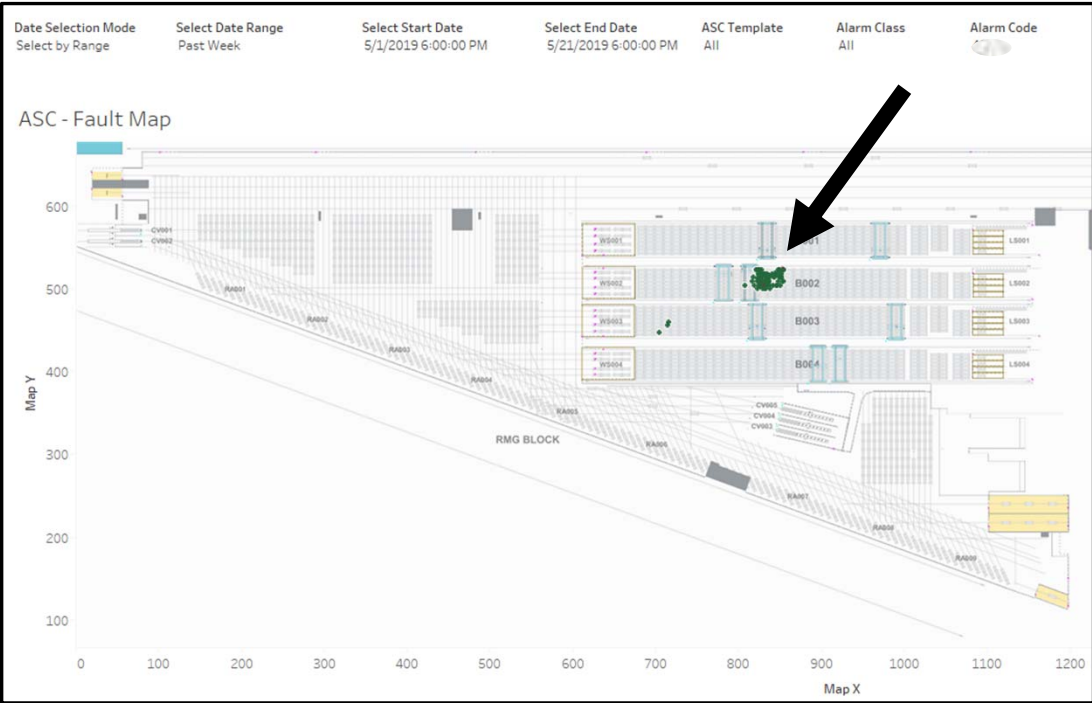 Date Selection Mode Select Date Range Select Start Date Select End Date ASC Template Alarm Class Alarm Code
Select by Range Past Week 5/1/2019 6:00:00 PM 5/21/2019 6:00:00 PM All All
ASC - Fault Map
600
500
400
300
200
100
Map Y
CV001
CV002
RA001
RA002
RA003
RA004
RA005
RA006
RA007
RA008
RA009
RMG BLOCK
WS001 LS001
WS002 B002 LS002
WS003 B003 LS003
WS004 LS004
CV005
CV004
CV003
0 100 200 300 400 500 600 700 800 900 1000 1100 1200
Map X